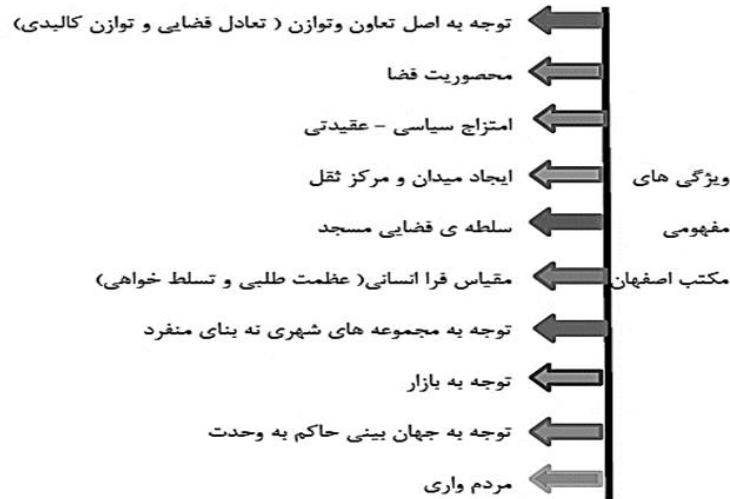 توجه به اصل تعاون وتوازن ( تعادل فضایی و توازن کالبدی)
محصوریت فضا
امتزاج سیاسی – عقیدتی
ویژگی های
ایجاد میدان و مرکز ثقل
مفهومی
سلطه ی فضایی مسجد
مکتب اصفهان
مقیاس فرا انسانی( عظمت طلبی و تسلط خواهی)
توجه به مجموعه های شهری نه بنای منفرد
توجه به بازار
توجه به جهان بینی حاکم به وحدت
مردم واری